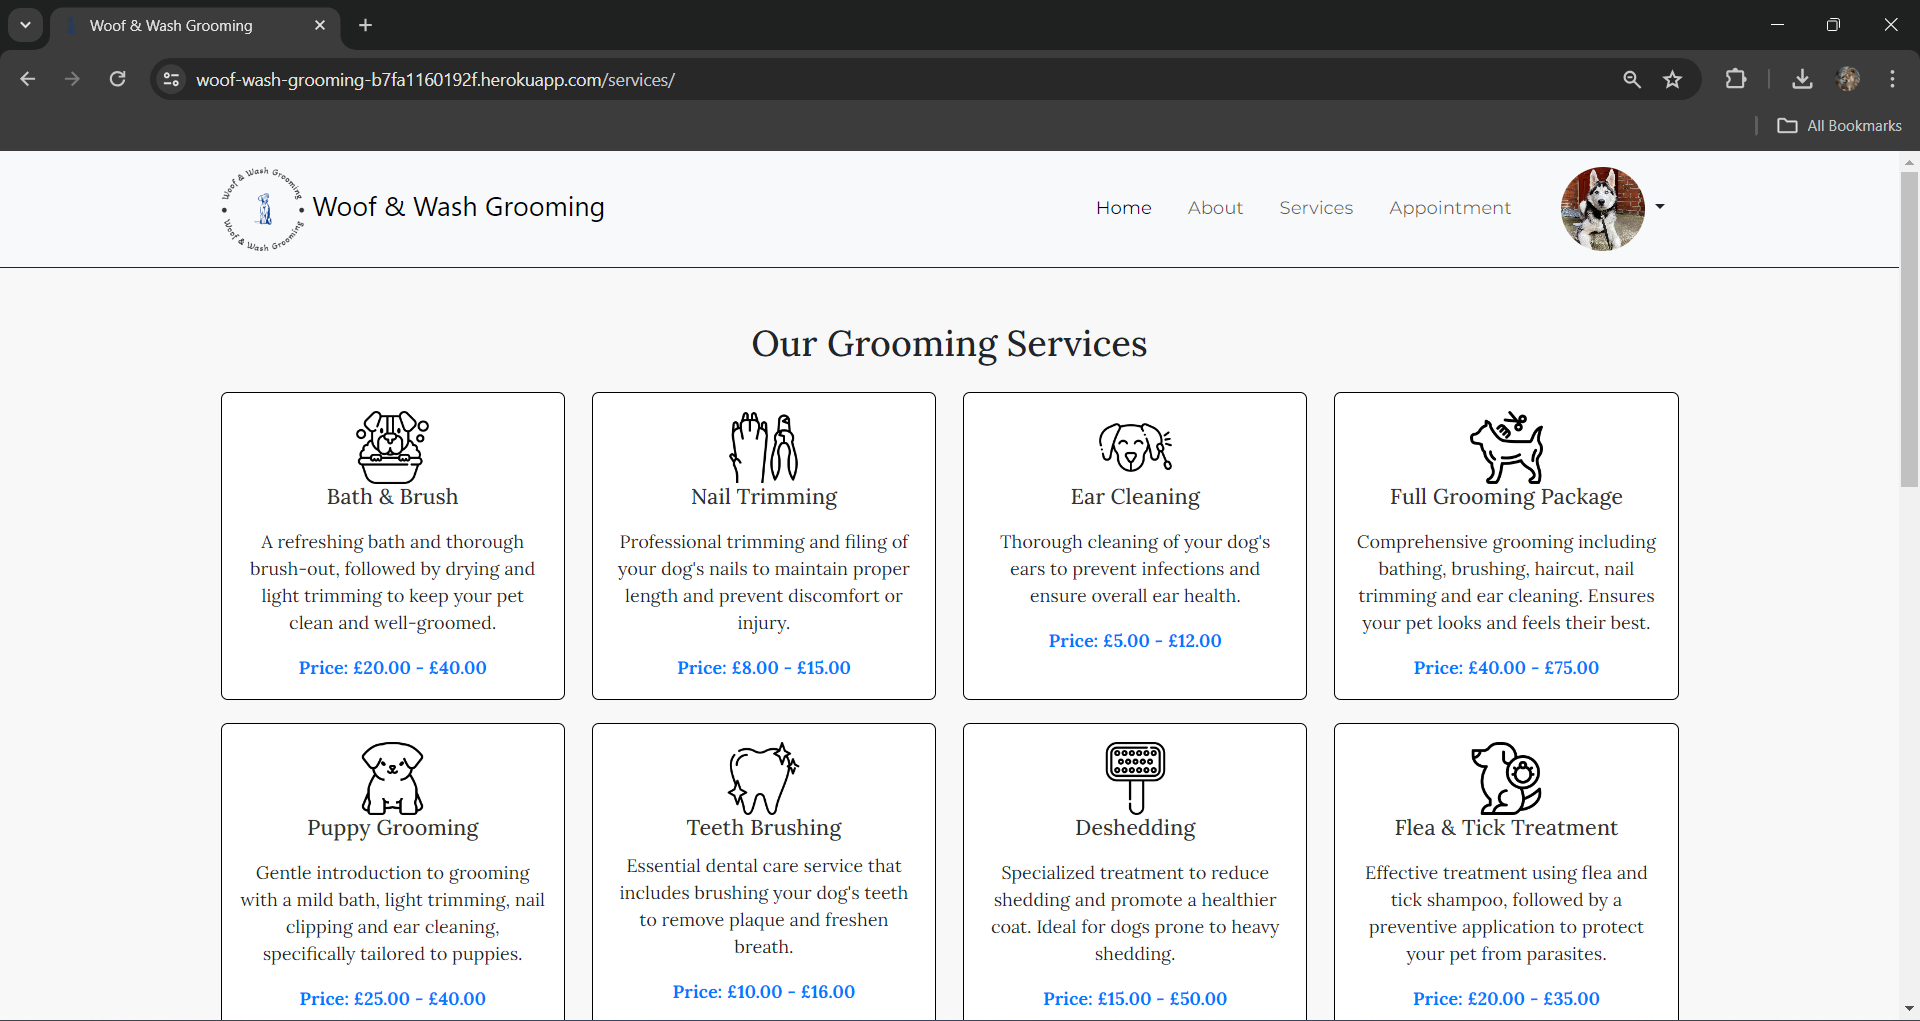 Woof & Wash Grooming
woof-wash-grooming-b7fa1160192f.herokuapp.com/services/
All Bookmarks
Woof & Wash Grooming
Woof & Wash Grooming
Woof & Wash Grooming
Home
About
Services
Appointment
Our Grooming Services
Bath & Brush
A refreshing bath and thorough
brush-out, followed by drying and
light trimming to keep your pet
clean and well-groomed.
Price: £20.00 - £40.00
Nail Trimming
Professional trimming and filing of
your dog's nails to maintain proper
length and prevent discomfort or
injury.
Price: £8.00 - £15.00
Ear Cleaning
Thorough cleaning of your dog's
ears to prevent infections and
ensure overall ear health.
Price: £5.00 - £12.00
Full Grooming Package
Comprehensive grooming including
bathing, brushing, haircut, nail
trimming and ear cleaning. Ensures
your pet looks and feels their best.
Price: £40.00 - £75.00
Puppy Grooming
Gentle introduction to grooming
with a mild bath, light trimming, nail
clipping and ear cleaning,
specifically tailored to puppies.
Price: £25.00 - £40.00
Teeth Brushing
Essential dental care service that
includes brushing your dog's teeth
to remove plaque and freshen
breath.
Price: £10.00 - £16.00
Deshedding
Specialized treatment to reduce
shedding and promote a healthier
coat. Ideal for dogs prone to heavy
shedding.
Price: £15.00 - £50.00
Flea & Tick Treatment
Effective treatment using flea and
tick shampoo, followed by a
preventive application to protect
your pet from parasites.
Price: £20.00 - £35.00